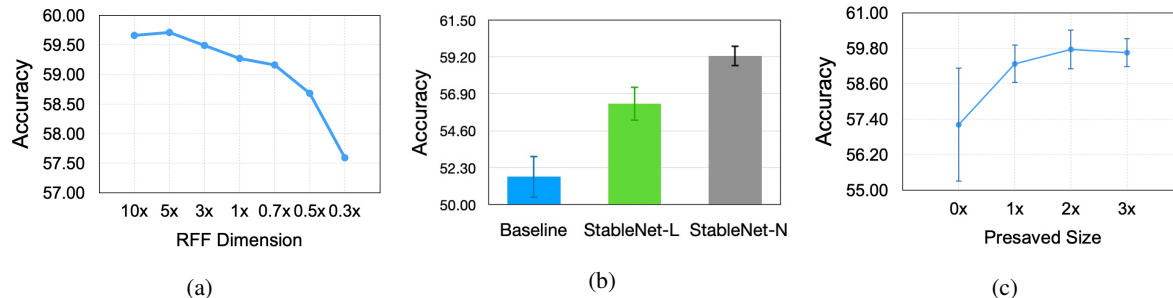 60.00
59.50
59.00
58.50
58.00
57.50
57.00
Accuracy
10x 5x 3x 1x 0.7x 0.5x 0.3x
RFF Dimension
(a)
61.50
59.20
56.90
54.60
52.30
50.00
Accuracy
Baseline StableNet-L StableNet-N
(b)
61.00
59.80
58.60
57.40
56.20
55.00
Accuracy
0x 1x 2x 3x
Presaved Size
(c)